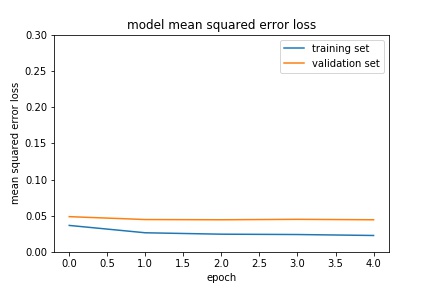 model mean squared error loss
0.30
0.25
0.20
0.15
0.10
0.05
0.00
mean squared error loss
training set
validation set
0.0 0.5 1.0 1.5 2.0 2.5 3.0 3.5 4.0
epoch